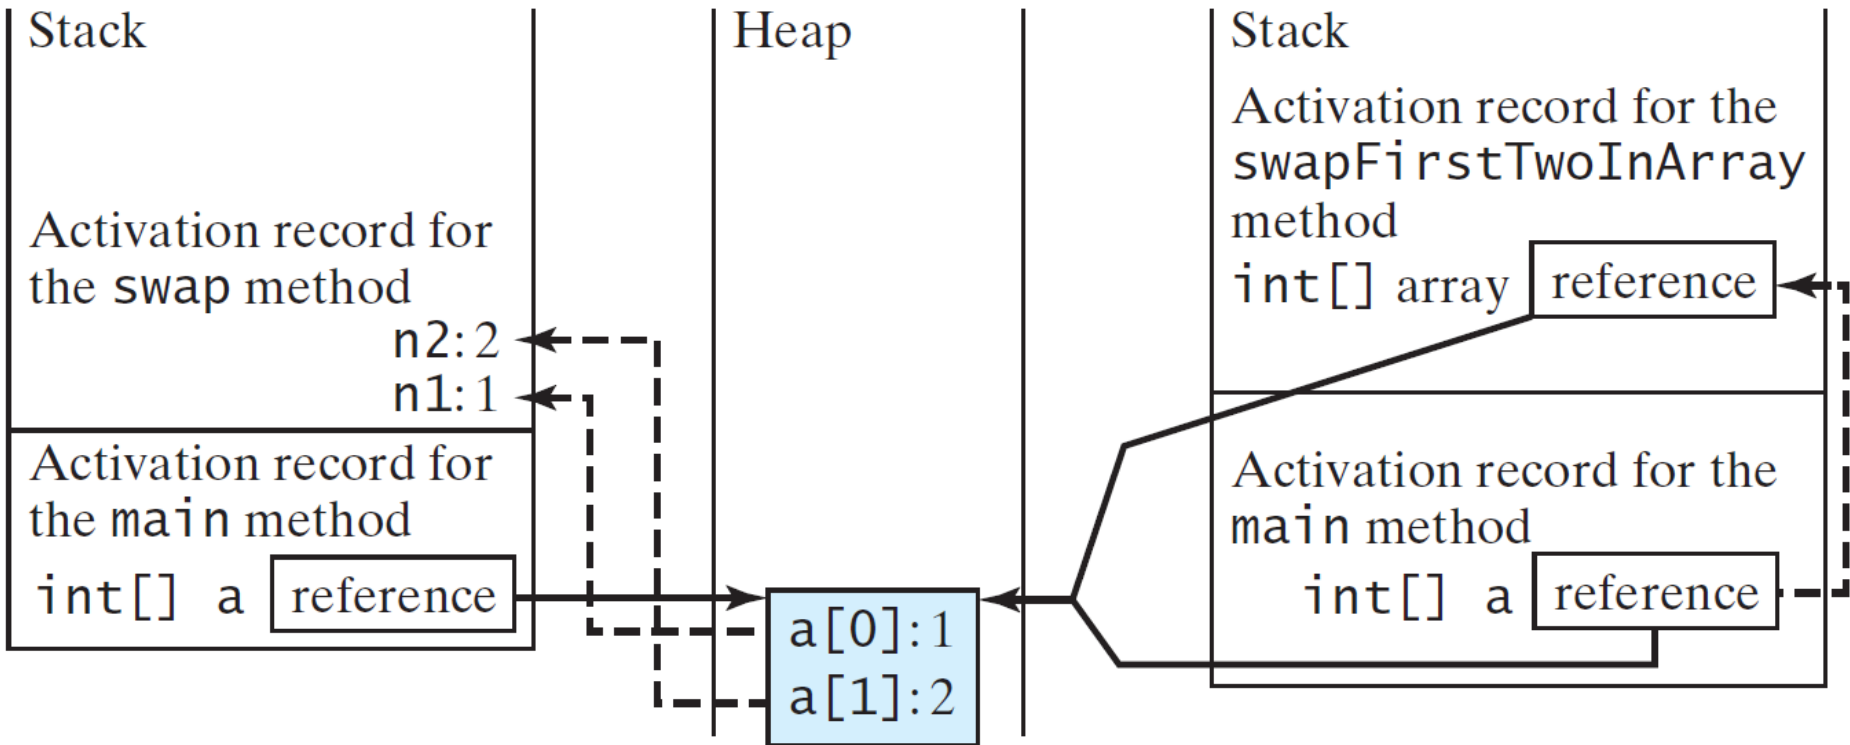 Stack
Activation record for
the swap method
n2: 2
n1: 1
Activation record for
the main method
int[] a reference
Heap
a[0]: 1
a[1]: 2
Stack
Activation record for the
swapFirstTwoInArray
method
int[] array reference
Activation record for the
main method
int[] a reference